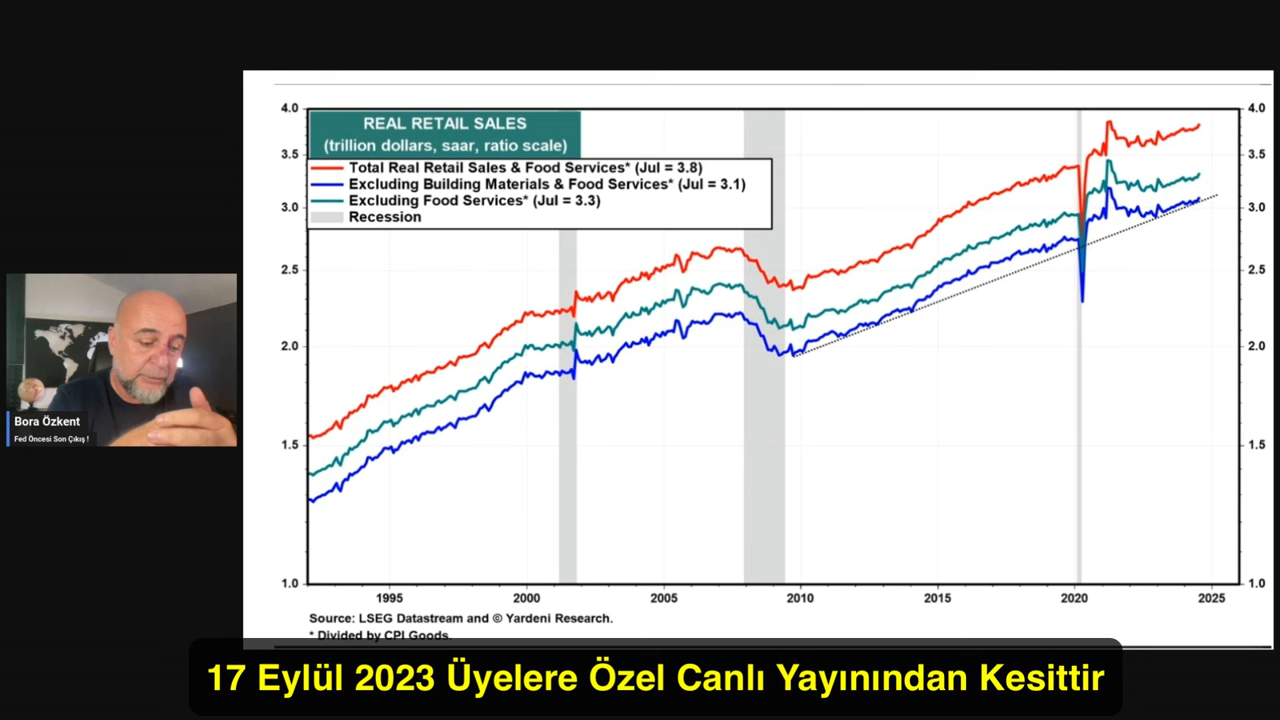 REAL RETAIL SALES
(trillion dollars, saar, ratio scale)
Total Real Retail Sales & Food Services* (Jul = 3.8)
Excluding Building Materials & Food Services* (Jul = 3.1)
Excluding Food Services* (Jul = 3.3)
Recession
4.0 4.0
3.5 3.5
3.0 3.0
2.5 2.5
2.0 2.0
1.5 1.5
1.0 1.0
1995 2000 2005 2010 2015 2020 2025
Source: LSEG Datastream and © Yardeni Research.
* Divided by CPI Goods.
Bora Özkent
Fed Öncesi Son Çıkış !
17 Eylül 2023 Üyelere Özel Canlı Yayınından Kesittir